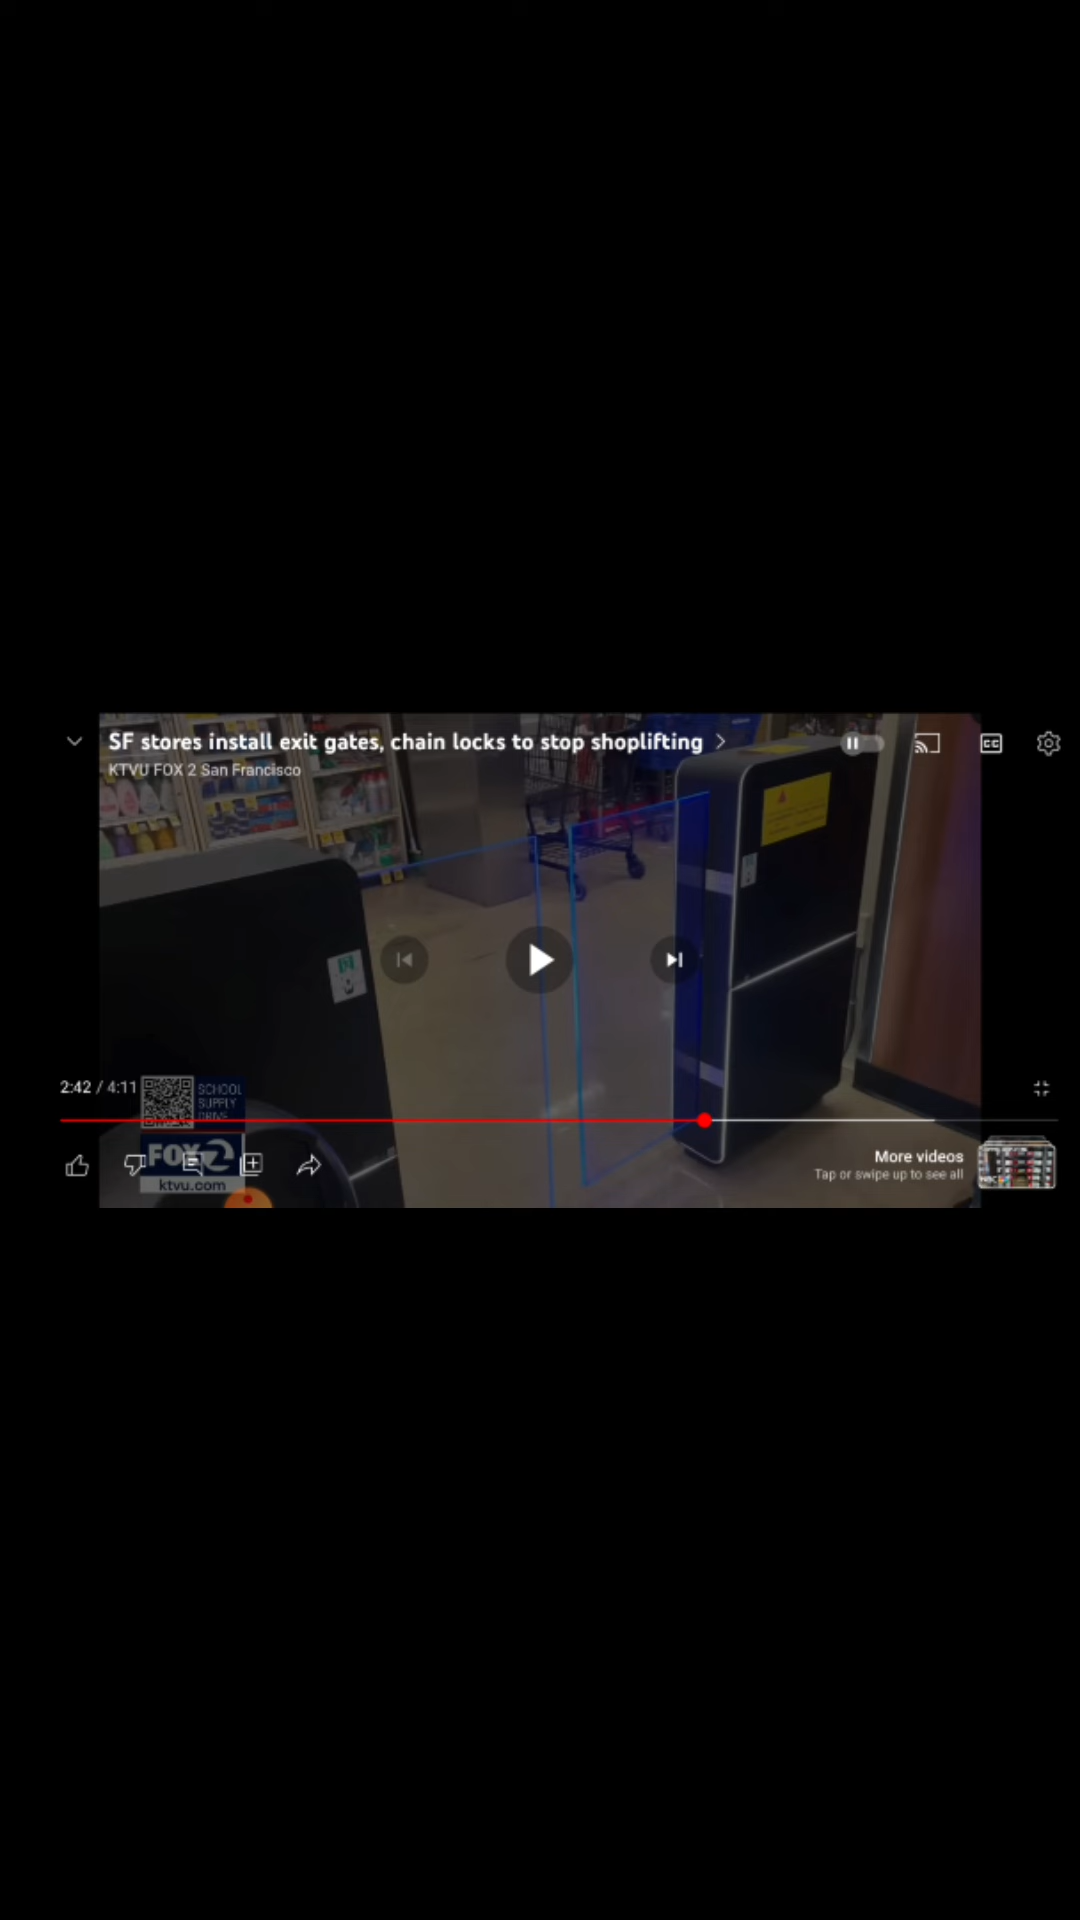 SF stores install exit gates, chain locks to stop shoplifting
KTVU FOX 2 San Francisco
2:42 / 4:11
SCHOOL
SUPPLY
DRIVE
FOX 2
ktvu.com
More videos
Tap or swipe up to see all